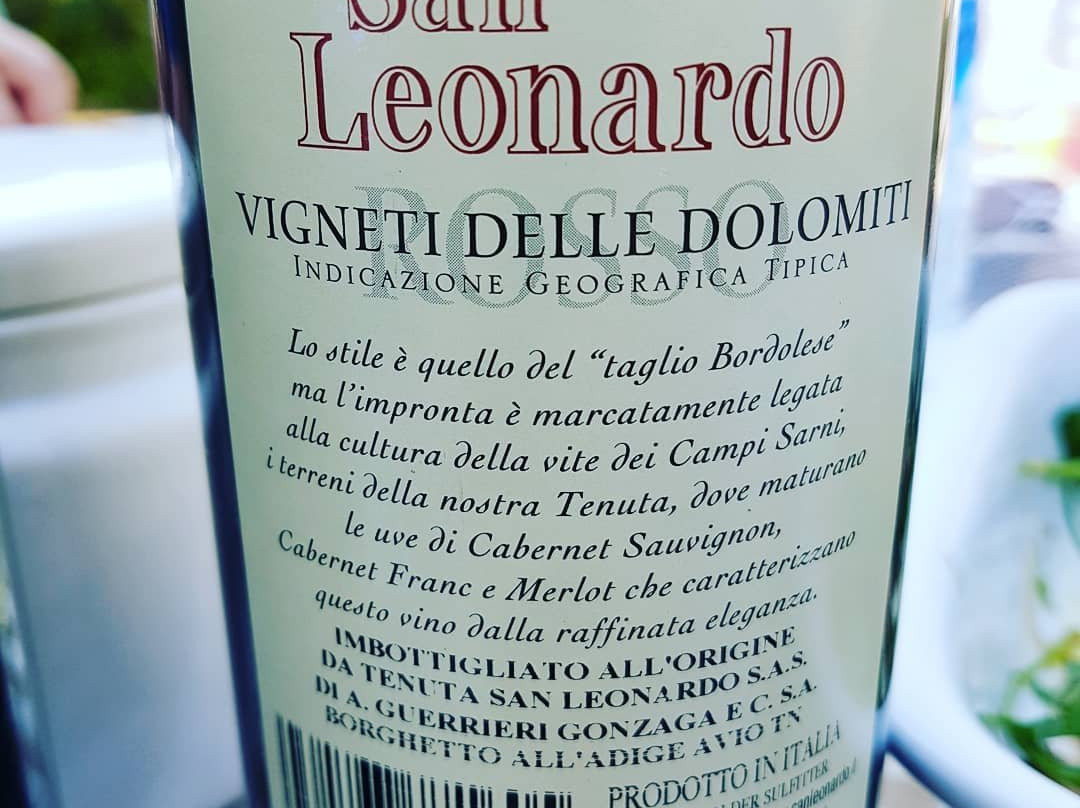 San
Leonardo
ROSSO
VIGNETI DELLE DOLOMITI
INDICAZIONE GEOGRAFICA TIPICA
Lo stile è quello del “taglio Bordolese”
ma l'impronta è marcatamente legata
alla cultura della vite dei Campi Sarni,
i terreni della nostra Tenuta, dove maturano
le uve di Cabernet Sauvignon,
Cabernet Franc e Merlot che caratterizzano
questo vino dalla raffinata eleganza.
IMBOTTIGLIATO ALL'ORIGINE
DA TENUTA SAN LEONARDO S.A.S.
DI A. GUERRIERI GONZAGA E C. S.A.
BORGHETTO ALL'ADIGE AVIO TN
PRODOTTO IN ITALIA
DER SULFITTER